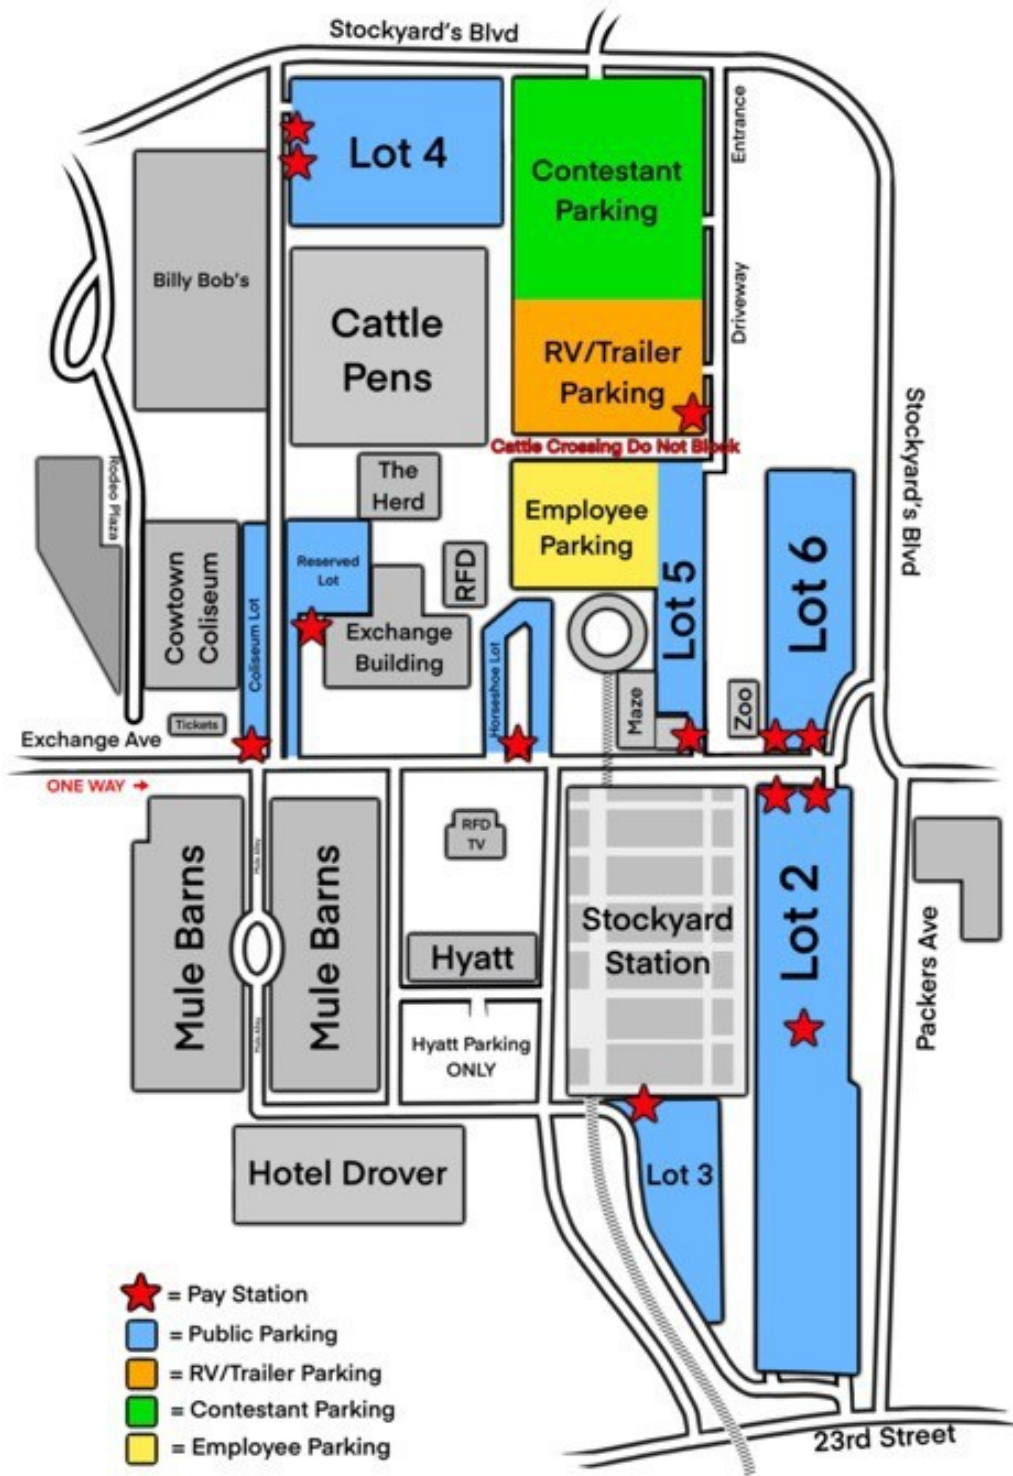 Stockyard's Blvd
Lot 4
Contestant
Parking
Entrance
Billy Bob's
Cattle
Pens
Driveway
RV/Trailer
Parking
Cattle Crossing Do Not Block
Stockyard's Blvd
Rodeo Plaza
The
Herd
Employee
Parking
Cowtown
Coliseum
Coliseum Lot
Reserved
Lot
RFD
Exchange
Building
Horseshoe Lot
Lot 5
Lot 6
Maze
Zoo
Tickets
Exchange Ave
ONE WAY
Mule Barns
Mule Alley
Mule Alley
Mule Barns
RFD
TV
Hyatt
Hyatt Parking
ONLY
Stockyard
Station
Lot 2
Packers Ave
Hotel Drover
Lot 3
= Pay Station
= Public Parking
= RV/Trailer Parking
= Contestant Parking
= Employee Parking
23rd Street